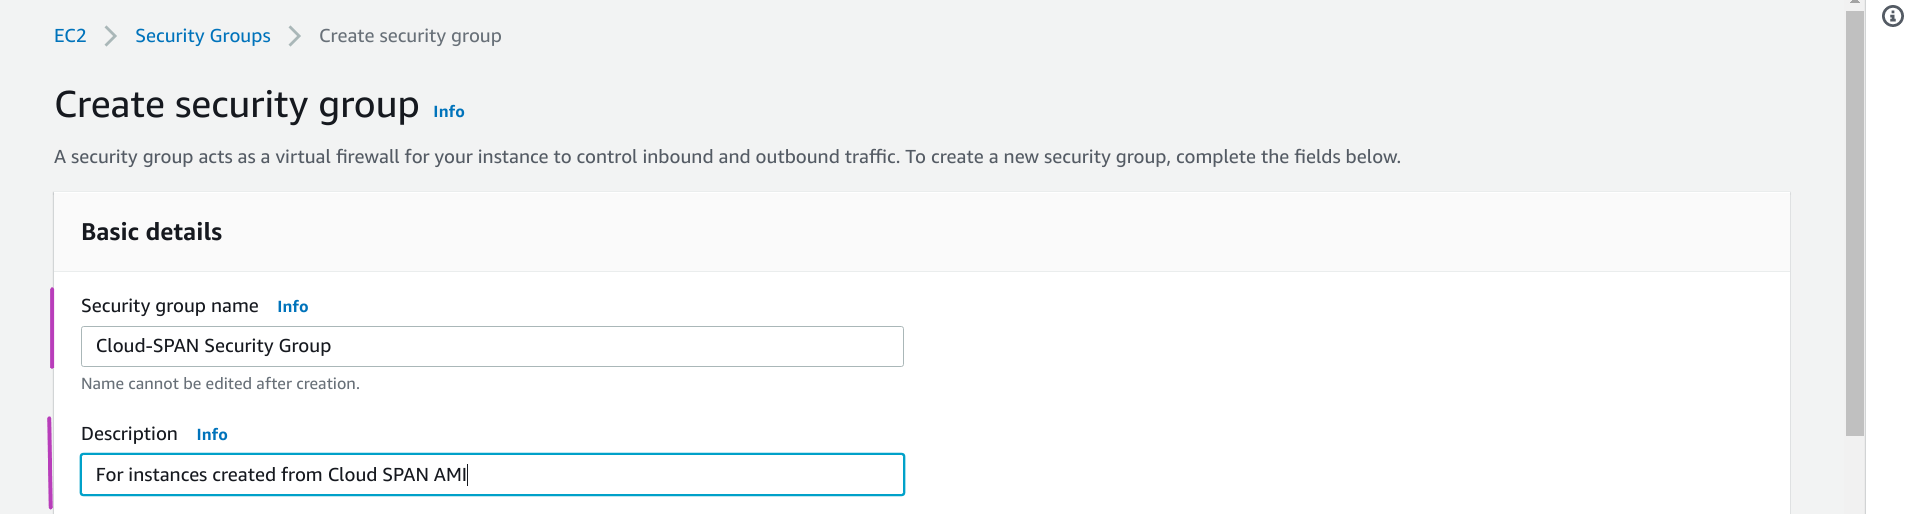 EC2 Security Groups Create security group
Create security group Info
A security group acts as a virtual firewall for your instance to control inbound and outbound traffic. To create a new security group, complete the fields below.
Basic details
Security group name Info
Cloud-SPAN Security Group
Name cannot be edited after creation.
Description Info
For instances created from Cloud SPAN AMI